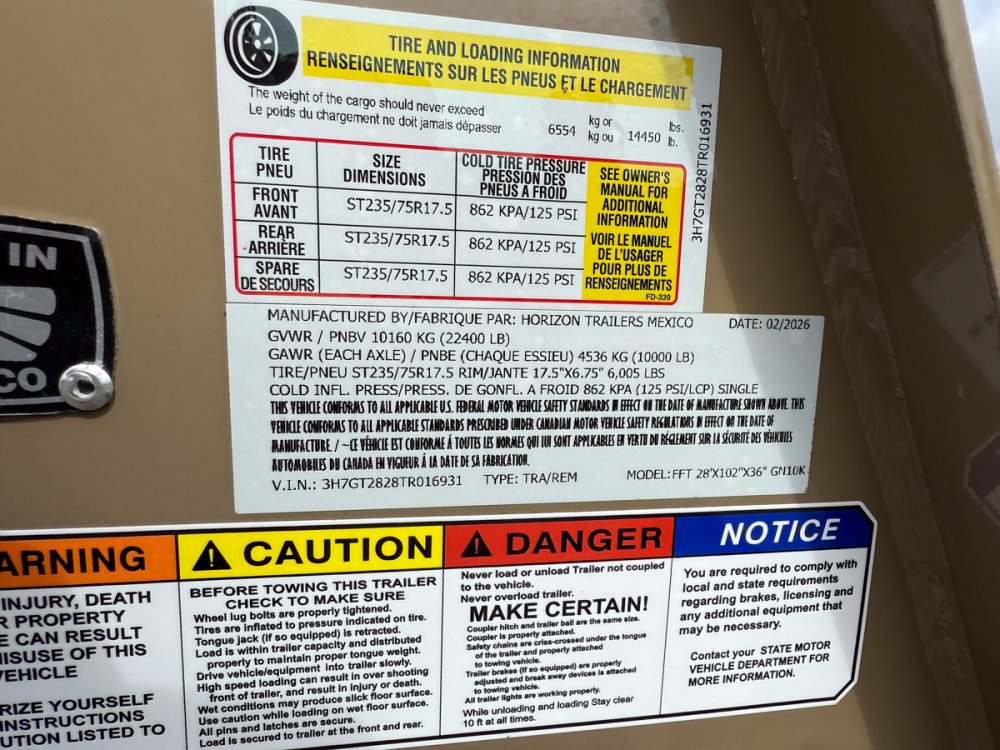 TIRE AND LOADING INFORMATION
RENSEIGNEMENTS SUR LES PNEUS ET LE CHARGEMENT
The weight of the cargo should never exceed
Le poids du chargement ne doit jamais dépasser
6554 kg or kg ou 14450 lbs. lb.
TIRE PNEU SIZE DIMENSIONS COLD TIRE PRESSURE PRESSION DES PNEUS A FROID
FRONT AVANT ST235/75R17.5 862 KPA/125 PSI
REAR ARRIÈRE ST235/75R17.5 862 KPA/125 PSI
SPARE DE SECOURS ST235/75R17.5 862 KPA/125 PSI
SEE OWNER'S
MANUAL FOR
ADDITIONAL
INFORMATION
VOIR LE MANUEL
DE L'USAGER
POUR PLUS DE
RENSEIGNEMENTS
FD-339
3H7GT2828TR016931
MANUFACTURED BY/FABRIQUE PAR: HORIZON TRAILERS MEXICO DATE: 02/2026
GVWR / PNBV 10160 KG (22400 LB)
GAWR (EACH AXLE) / PNBE (CHAQUE ESSIEU) 4536 KG (10000 LB)
TIRE/PNEU ST235/75R17.5 RIM/JANTE 17.5"X6.75" 6,005 LBS
COLD INFL. PRESS/PRESS. DE GONFL. A FROID 862 KPA (125 PSI/LCP) SINGLE
THIS VEHICLE CONFORMS TO ALL APPLICABLE U.S. FEDERAL MOTOR VEHICLE SAFETY STANDARDS IN EFFECT ON THE DATE OF MANUFACTURE SHOWN ABOVE. THIS
VEHICLE CONFORMS TO ALL APPLICABLE STANDARDS PRESCRIBED UNDER CANADIAN MOTOR VEHICLE SAFETY REGULATIONS IN EFFECT ON THE DATE OF
MANUFACTURE. / ~CE VÉHICLE EST CONFORME Á TOUTES LES NORMES QUI LUI SONT APPLICABLES EN VERTU DU RÉGLEMENT SUR LA SÉCURITÉ DES VÉHICULES
AUTOMOBILES DU CANADA EN VIGUEUR Á LA DATE DE SA FABRICATION.
V.I.N.: 3H7GT2828TR016931 TYPE: TRA/REM MODEL: FFT 28'X102"X36" GN10K
IN
CO
ARNING
INJURY, DEATH
R PROPERTY
E CAN RESULT
MISUSE OF THIS
VEHICLE
RIZE YOURSELF
INSTRUCTIONS
UTION LISTED TO
CAUTION
BEFORE TOWING THIS TRAILER
CHECK TO MAKE SURE
Wheel lug bolts are properly tightened.
Tires are inflated to pressure indicated on tire.
Tongue jack (if so equipped) is retracted.
Load is within trailer capacity and distributed
properly to maintain proper tongue weight.
Drive vehicle/equipment into trailer slowly.
High speed loading can result in over shooting
front of trailer, and result in injury or death.
Wet conditions may produce slick floor surface.
Use caution while loading on wet floor surface.
All pins and latches are secure.
Load is secured to trailer at the front and rear.
DANGER
Never load or unload Trailer not coupled
to the vehicle.
Never overload trailer.
MAKE CERTAIN!
Coupler hitch and trailer ball are the same size.
Coupler is properly attached.
Safety chains are criss-crossed under the tongue
of the trailer and properly attached
to towing vehicle.
Trailer brakes (if so equipped) are properly
adjusted and break away devices is attached
to towing vehicle.
All trailer lights are working properly.
While unloading and loading Stay clear
10 ft at all times.
NOTICE
You are required to comply with
local and state requirements
regarding brakes, licensing and
any additional equipment that
may be necessary.
Contact your STATE MOTOR
VEHICLE DEPARTMENT FOR
MORE INFORMATION.